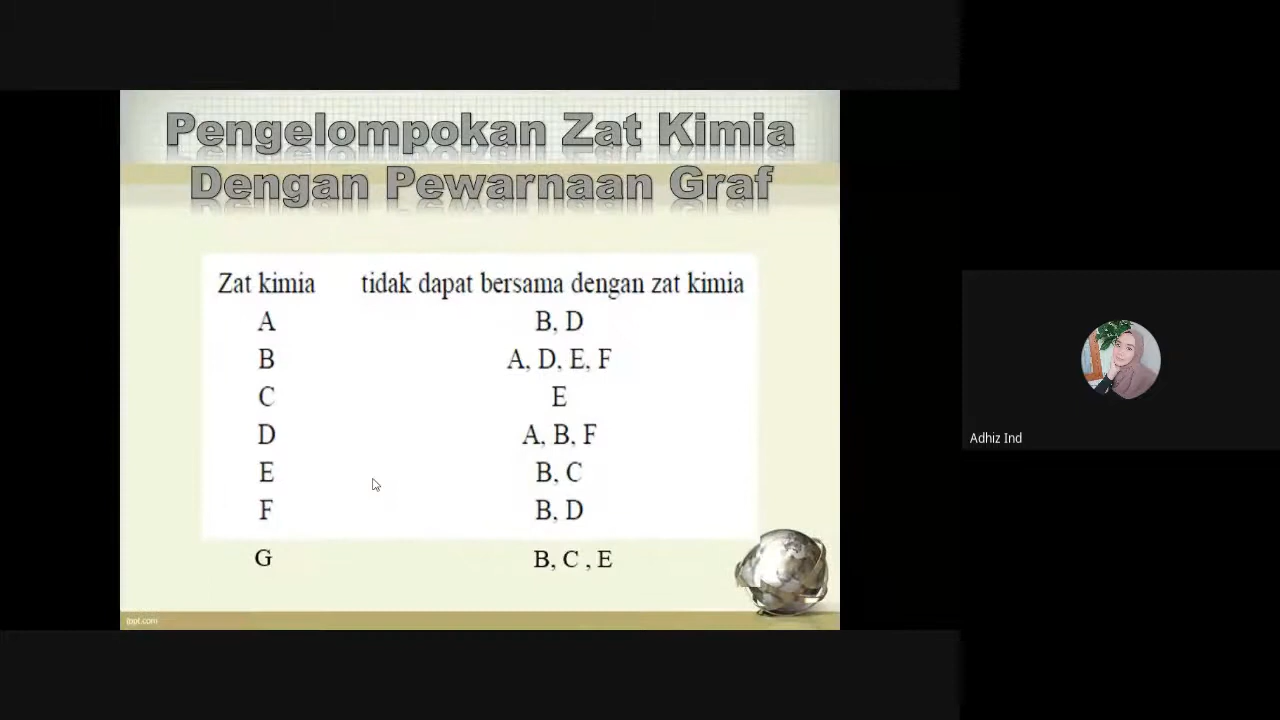 Pengelompokan Zat Kimia
Dengan Pewarnaan Graf
Zat kimia tidak dapat bersama dengan zat kimia
A B, D
B A, D, E, F
C E
D A, B, F
E B, C
F B, D
G B, C , E
Adhiz Ind